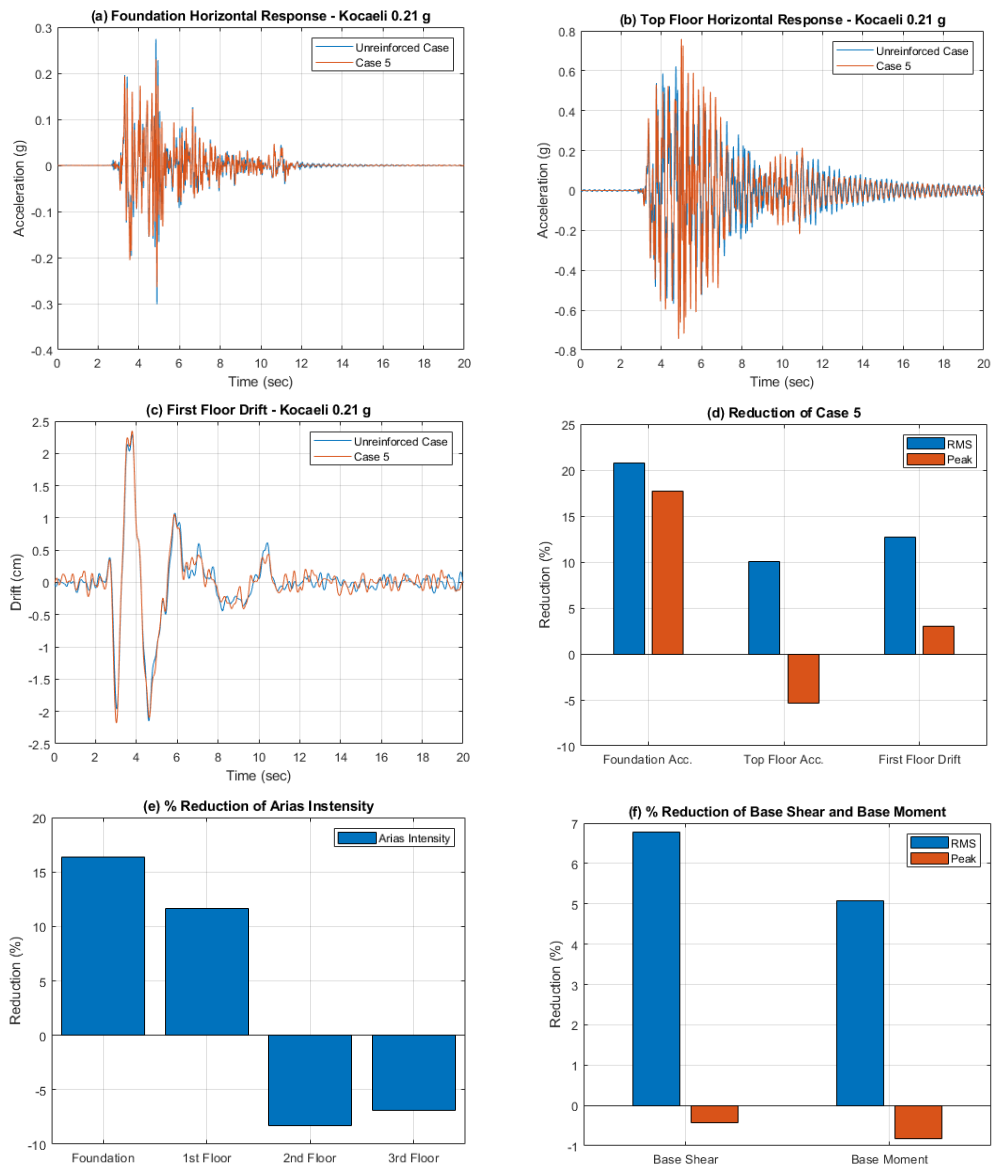 (a) Foundation Horizontal Response - Kocaeli 0.21 g
Acceleration (g)
0.3
0.2
0.1
0
-0.1
-0.2
-0.3
-0.4
Unreinforced Case
Case 5
0 2 4 6 8 10 12 14 16 18 20
Time (sec)
(b) Top Floor Horizontal Response - Kocaeli 0.21 g
Acceleration (g)
0.8
0.6
0.4
0.2
0
-0.2
-0.4
-0.6
-0.8
Unreinforced Case
Case 5
0 2 4 6 8 10 12 14 16 18 20
Time (sec)
(c) First Floor Drift - Kocaeli 0.21 g
Drift (cm)
2.5
2
1.5
1
0.5
0
-0.5
-1
-1.5
-2
-2.5
Unreinforced Case
Case 5
0 2 4 6 8 10 12 14 16 18 20
Time (sec)
(d) Reduction of Case 5
Reduction (%)
25
20
15
10
5
0
-5
-10
RMS
Peak
Foundation Acc. Top Floor Acc. First Floor Drift
(e) % Reduction of Arias Instensity
Reduction (%)
20
15
10
5
0
-5
-10
Arias Intensity
Foundation 1st Floor 2nd Floor 3rd Floor
(f) % Reduction of Base Shear and Base Moment
Reduction (%)
7
6
5
4
3
2
1
0
-1
RMS
Peak
Base Shear Base Moment